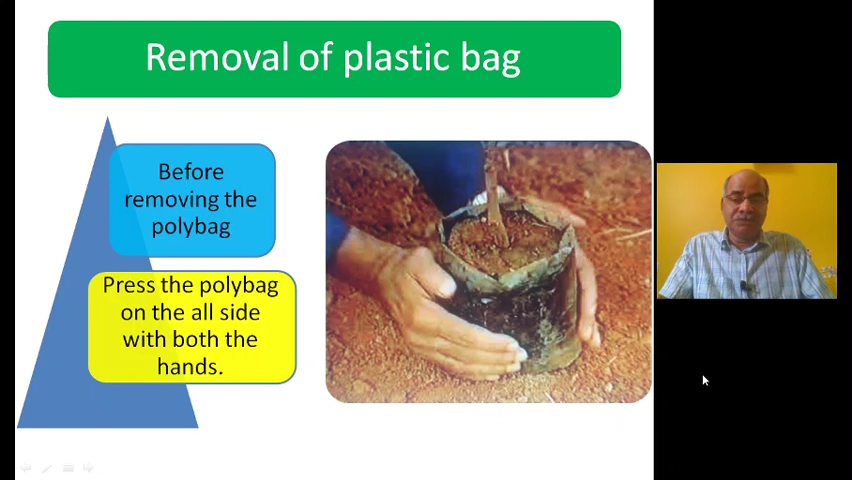 Removal of plastic bag
Before
removing the
polybag
Press the polybag
on the all side
with both the
hands.